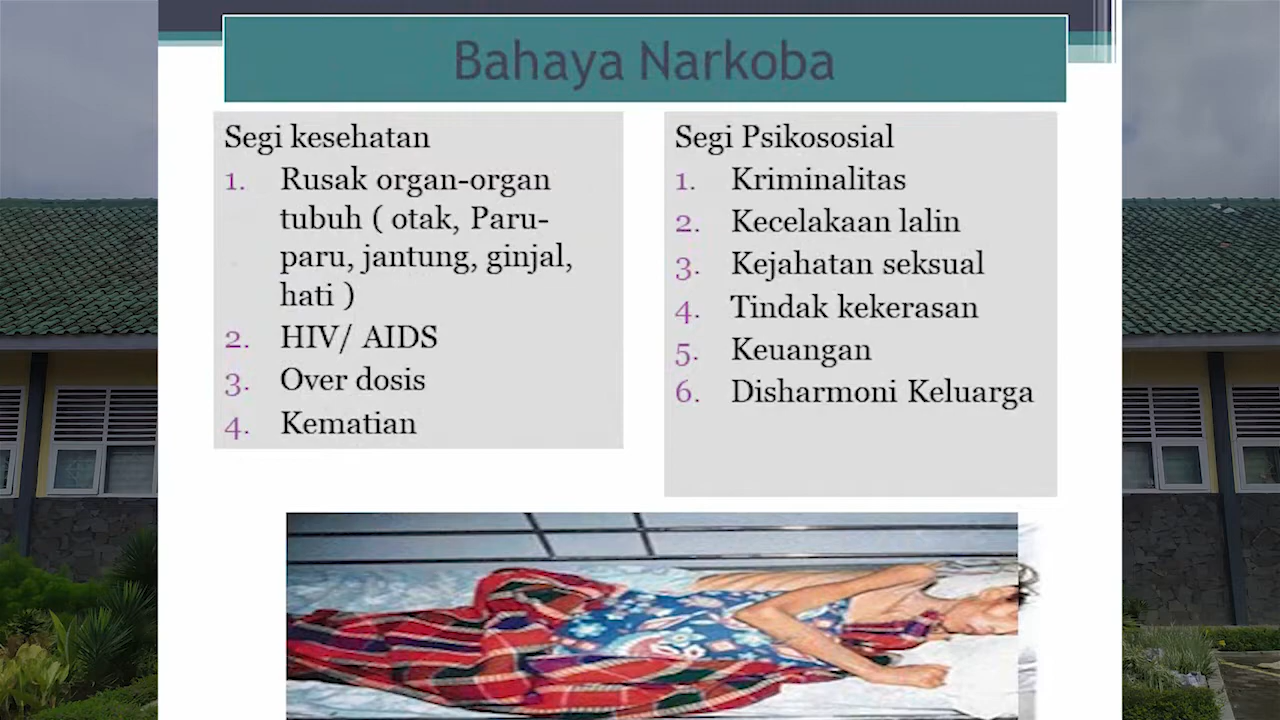 Bahaya Narkoba
Segi kesehatan
1. Rusak organ-organ
tubuh ( otak, Paru-
paru, jantung, ginjal,
hati )
2. HIV/ AIDS
3. Over dosis
4. Kematian
Segi Psikososial
1. Kriminalitas
2. Kecelakaan lalin
3. Kejahatan seksual
4. Tindak kekerasan
5. Keuangan
6. Disharmoni Keluarga